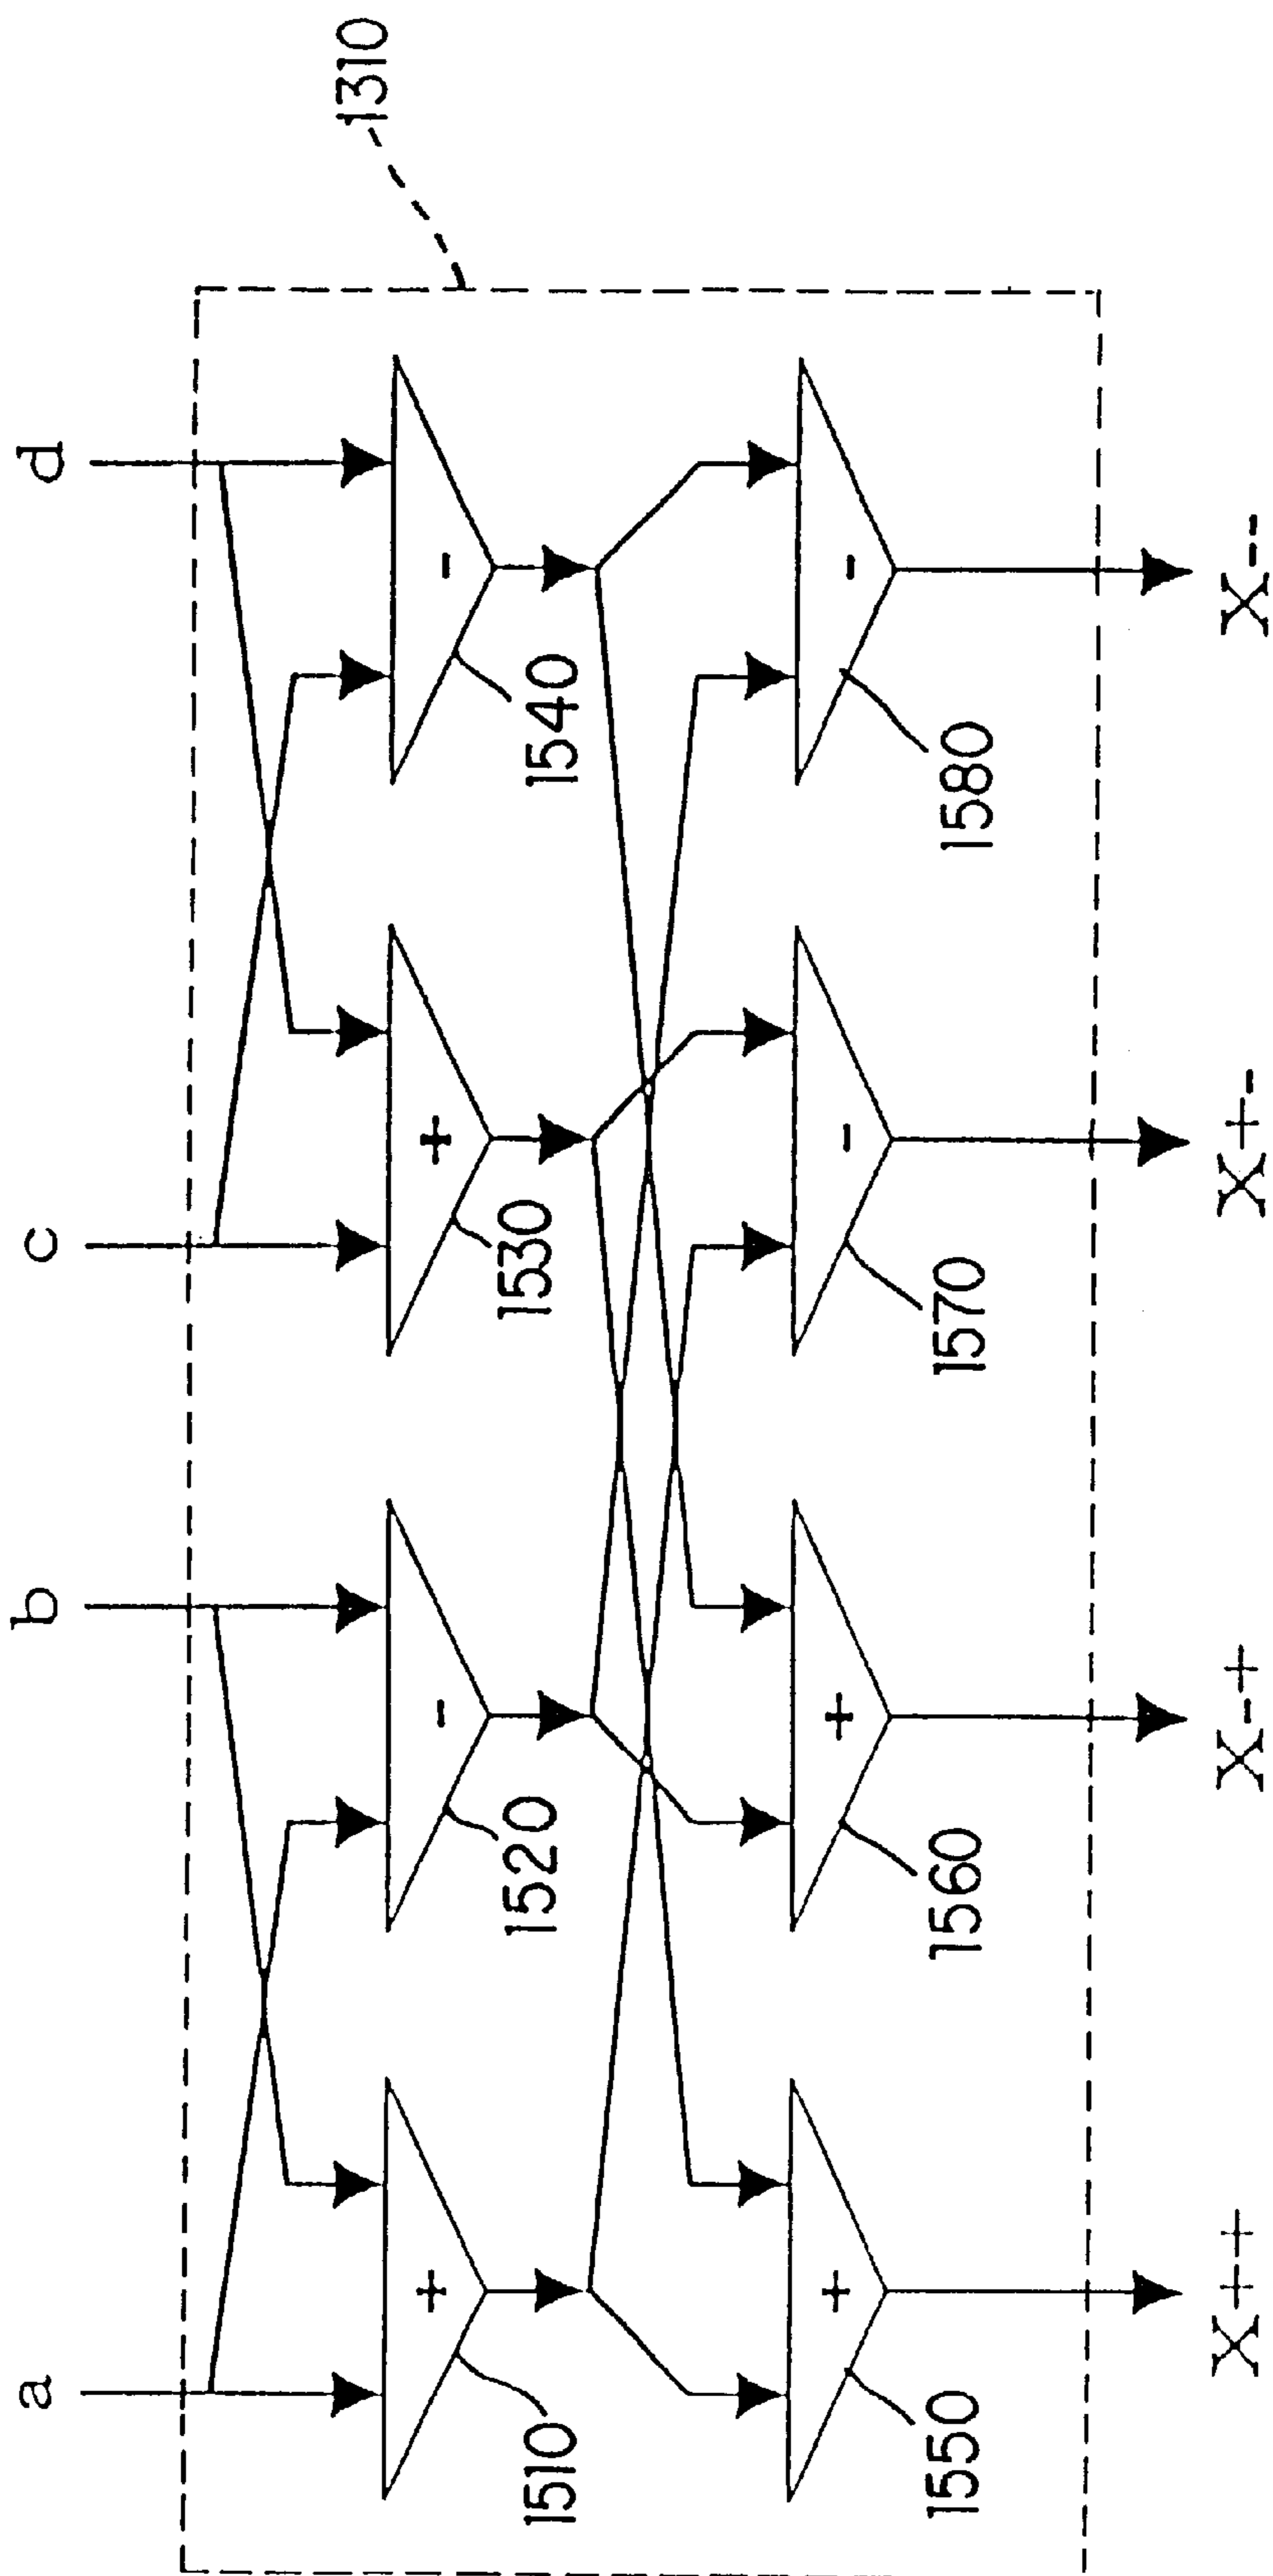 1310
a
b
c
d
+
-
+
-
1510
1520
1530
1540
+
+
-
-
1550
1560
1570
1580
X++
X-+
X+-
X--